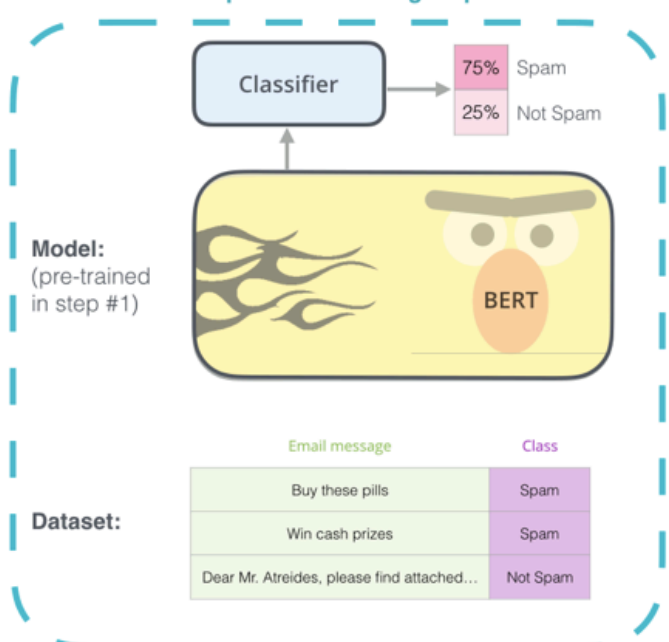 Classifier
75% Spam
25% Not Spam
Model:
(pre-trained
in step #1)
BERT
Email message Class
Buy these pills Spam
Dataset:
Win cash prizes Spam
Dear Mr. Atreides, please find attached... Not Spam